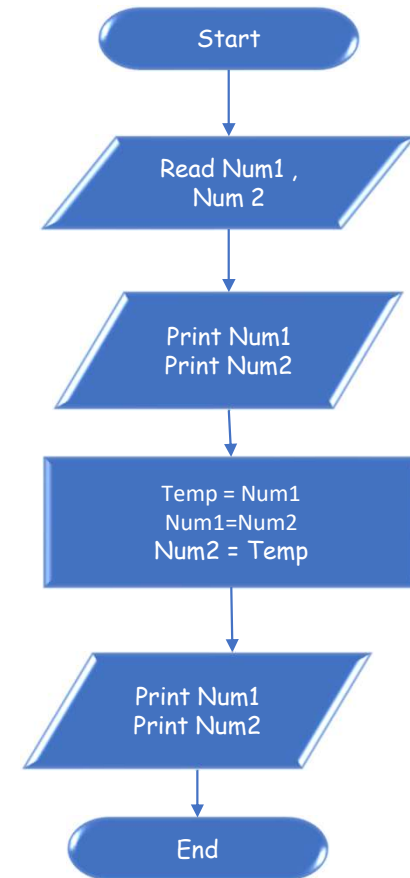 Start
Read Num1 ,
Num 2
Print Num1
Print Num2
Temp = Num1
Num1=Num2
Num2 = Temp
Print Num1
Print Num2
End